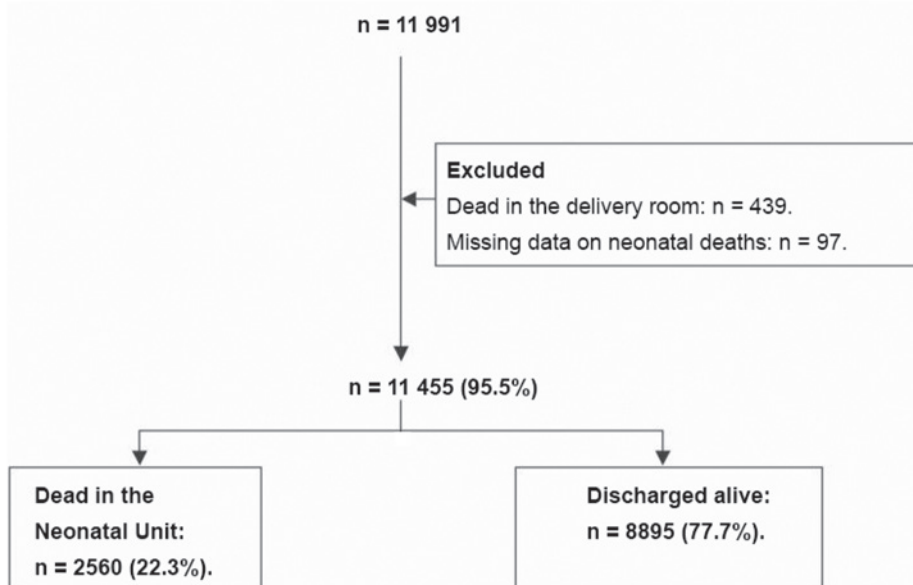 n = 11 991
Excluded
Dead in the delivery room: n = 439.
Missing data on neonatal deaths: n = 97.
n = 11 455 (95.5%)
Dead in the
Neonatal Unit:
n = 2560 (22.3%).
Discharged alive:
n = 8895 (77.7%).